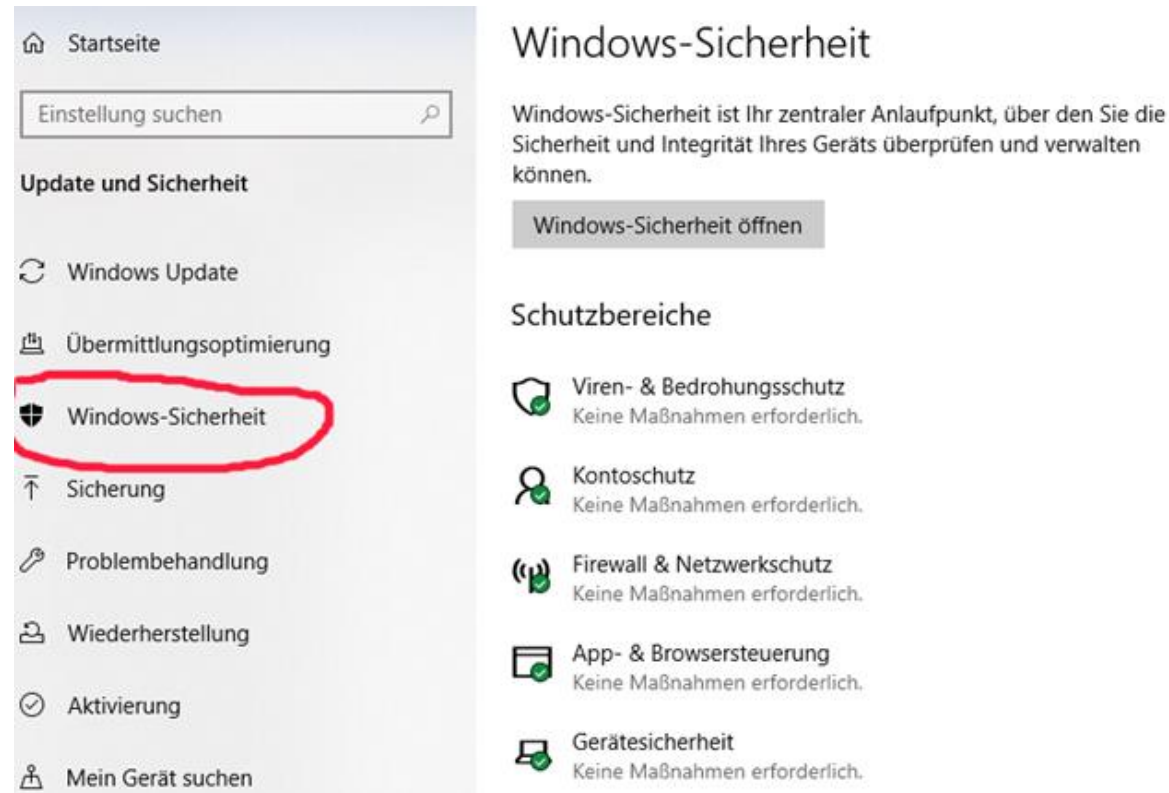 Startseite
Einstellung suchen
Update und Sicherheit
Windows Update
Übermittlungsoptimierung
Windows-Sicherheit
Sicherung
Problembehandlung
Wiederherstellung
Aktivierung
Mein Gerät suchen
Windows-Sicherheit
Windows-Sicherheit ist Ihr zentraler Anlaufpunkt, über den Sie die
Sicherheit und Integrität Ihres Geräts überprüfen und verwalten
können.
Windows-Sicherheit öffnen
Schutzbereiche
Viren- & Bedrohungsschutz
Keine Maßnahmen erforderlich.
Kontoschutz
Keine Maßnahmen erforderlich.
Firewall & Netzwerkschutz
Keine Maßnahmen erforderlich.
App- & Browsersteuerung
Keine Maßnahmen erforderlich.
Gerätesicherheit
Keine Maßnahmen erforderlich.